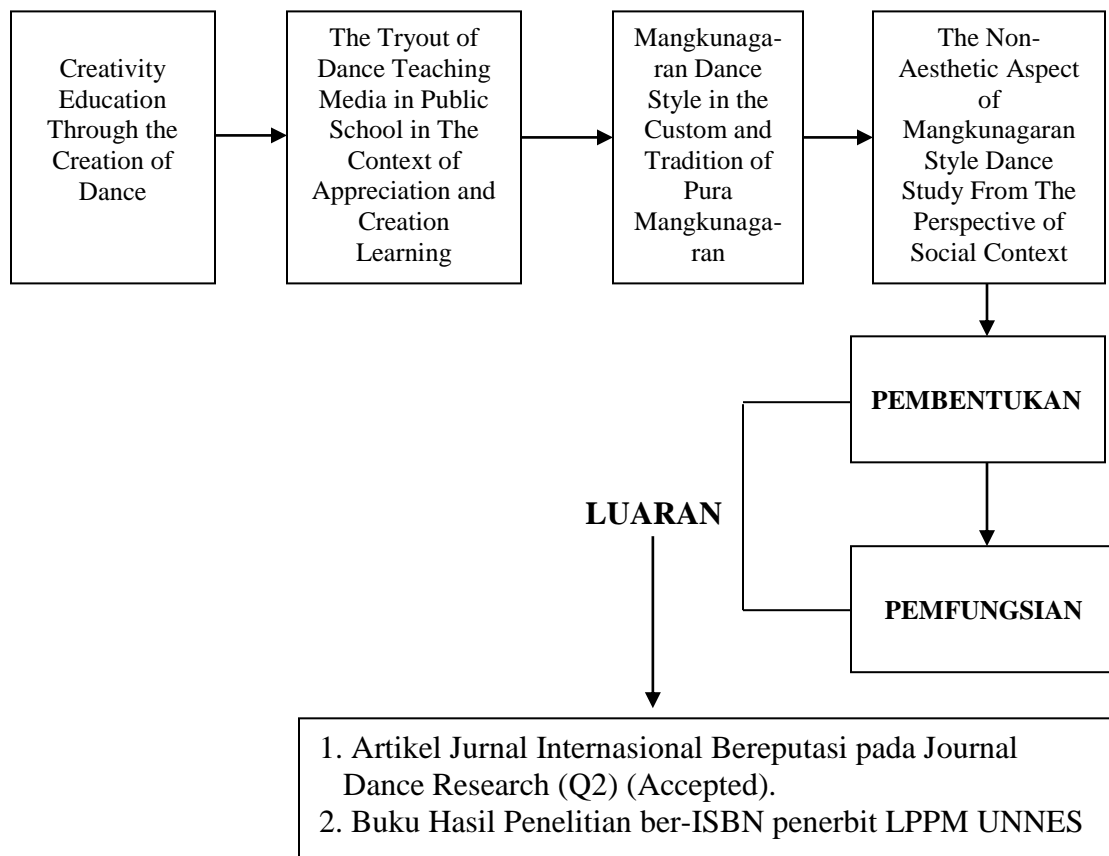 Creativity
Education
Through the
Creation of
Dance
The Tryout of
Dance Teaching
Media in Public
School in The
Context of
Appreciation and
Creation
Learning
Mangkunaga-
ran Dance
Style in the
Custom and
Tradition of
Pura
Mangkunaga-
ran
The Non-
Aesthetic Aspect
of
Mangkunagaran
Style Dance
Study From The
Perspective of
Social Context
PEMBENTUKAN
LUARAN
PEMFUNGSIAN
1. Artikel Jurnal Internasional Bereputasi pada Journal
Dance Research (Q2) (Accepted).
2. Buku Hasil Penelitian ber-ISBN penerbit LPPM UNNES